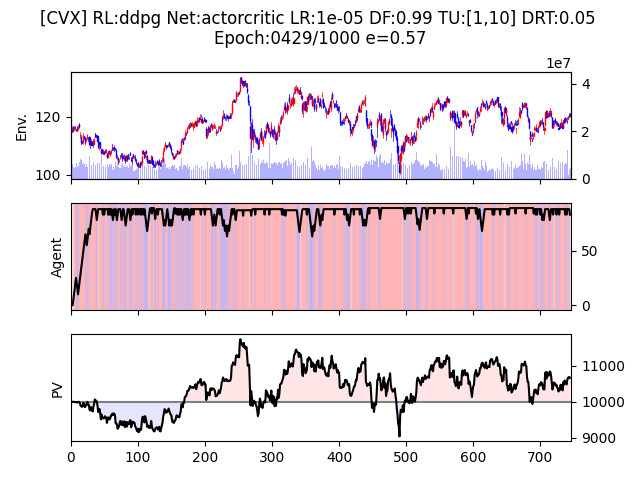 [CVX] RL:ddpg Net:actorcritic LR:1e-05 DF:0.99 TU:[1,10] DRT:0.05
Epoch:0429/1000 e=0.57
1e7
Env.
120
100
4
2
0
Agent
50
0
PV
11000
10000
9000
0 100 200 300 400 500 600 700